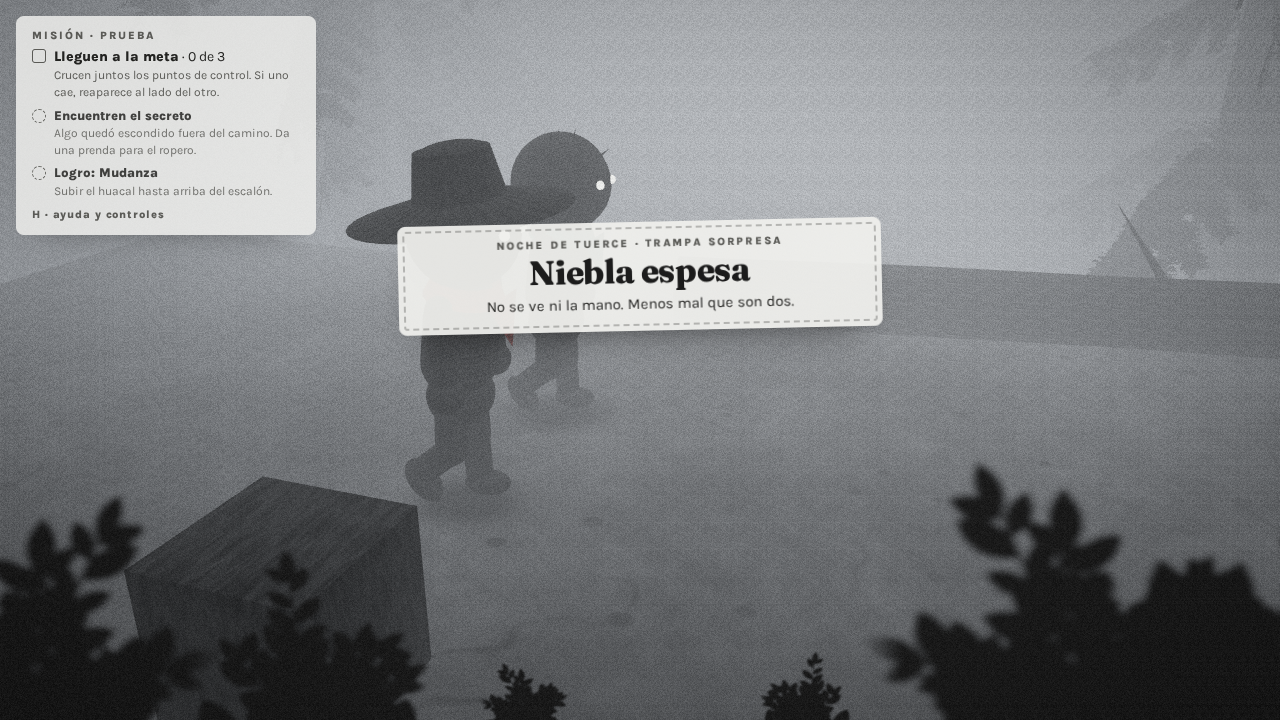 MISIÓN · PRUEBA
Lleguen a la meta · 0 de 3
Crucen juntos los puntos de control. Si uno
cae, reaparece al lado del otro.
Encuentren el secreto
Algo quedó escondido fuera del camino. Da
una prenda para el ropero.
Logro: Mudanza
Subir el huacal hasta arriba del escalón.
H · ayuda y controles
NOCHE DE TUERCE · TRAMPA SORPRESA
Niebla espesa
No se ve ni la mano. Menos mal que son dos.